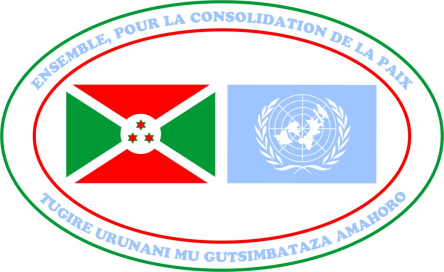 ENSEMBLE, POUR LA CONSOLIDATION DE LA PAIX
TUGIRE URUNANI MU GUTSIMBATAZA AMAHORO